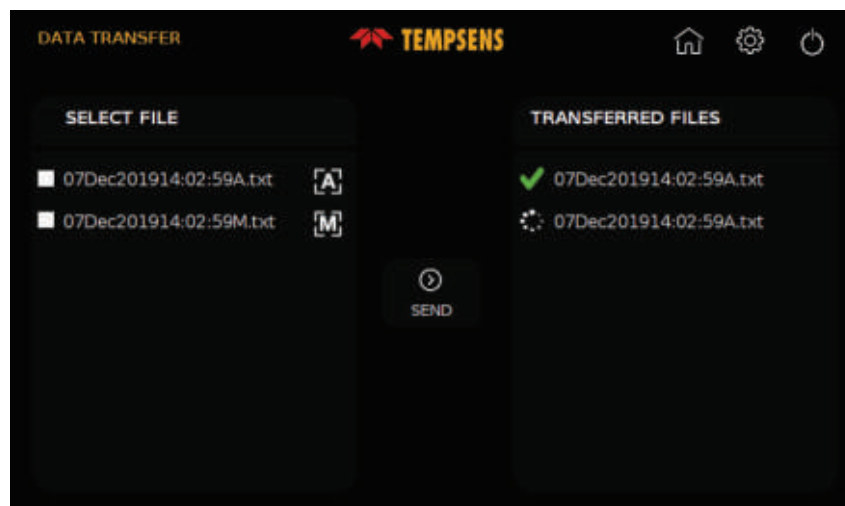 DATA TRANSFER
TEMPSENS
SELECT FILE
07Dec201914:02:59A.txt
A
07Dec201914:02:59M.txt
M
SEND
TRANSFERRED FILES
07Dec201914:02:59A.txt
07Dec201914:02:59A.txt